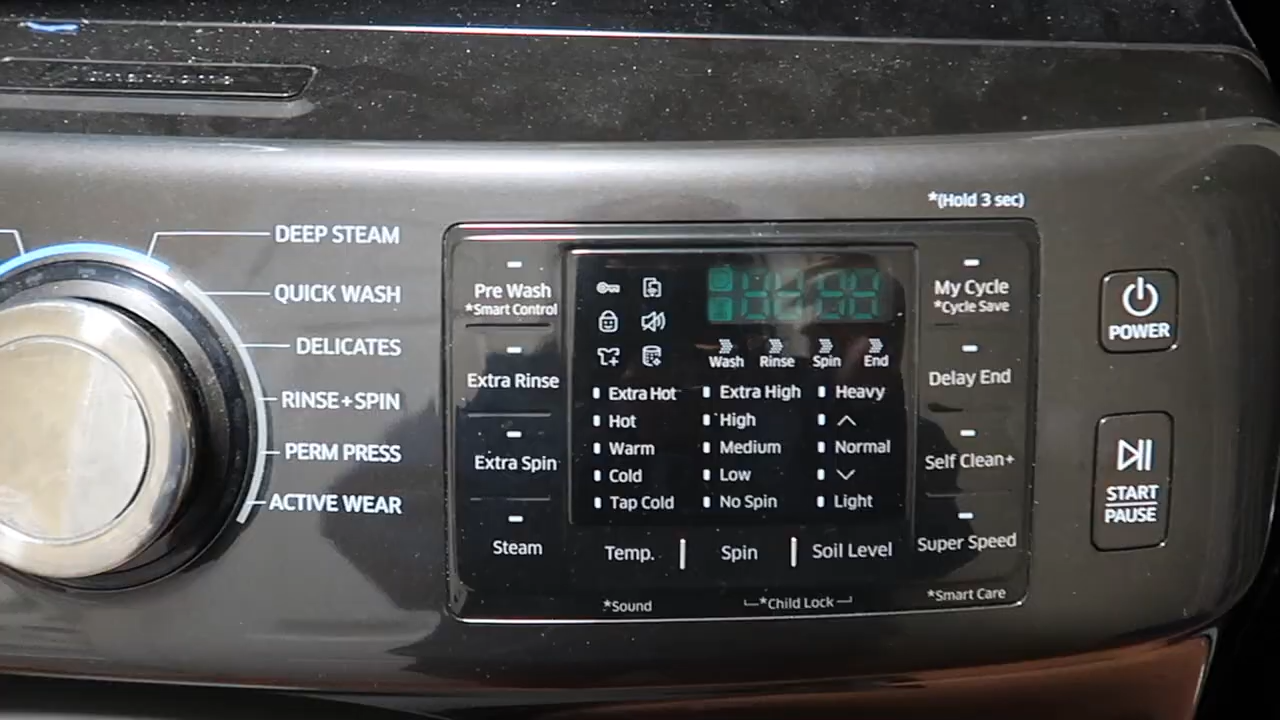 *(Hold 3 sec)
DEEP STEAM
QUICK WASH
DELICATES
RINSE+SPIN
PERM PRESS
ACTIVE WEAR
Pre Wash
*Smart Control
Extra Rinse
Extra Spin
Steam
Wash Rinse Spin End
Extra Hot Extra High Heavy
Hot High
Warm Medium Normal
Cold Low
Tap Cold No Spin Light
Temp. Spin Soil Level
*Sound *Child Lock
My Cycle
*Cycle Save
Delay End
Self Clean+
Super Speed
*Smart Care
POWER
START
PAUSE